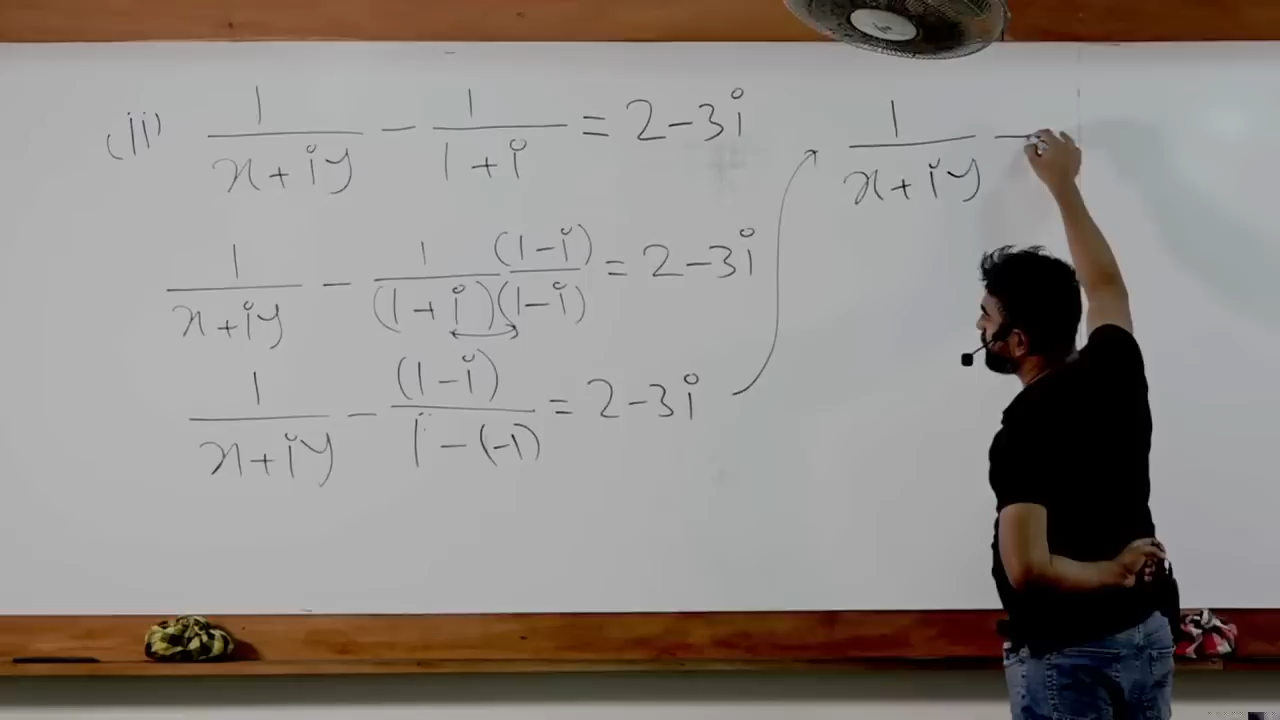 (ii) 1/(x+iy) - 1/(1+i) = 2-3i
1/(x+iy) - 1/(1+i) (1-i)/(1-i) = 2-3i
1/(x+iy) - (1-i)/(1-(-1)) = 2-3i
1/(x+iy) -